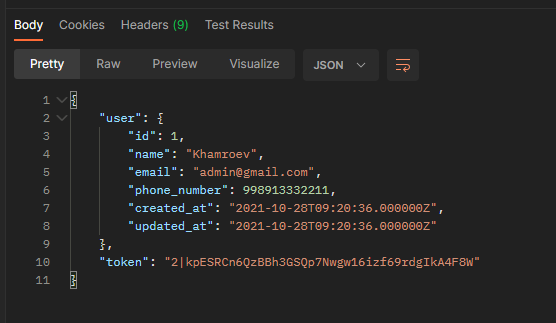 Body Cookies Headers (9) Test Results
Pretty Raw Preview Visualize JSON
1 {
2 "user": {
3 "id": 1,
4 "name": "Khamroev",
5 "email": "admin@gmail.com",
6 "phone_number": 998913332211,
7 "created_at": "2021-10-28T09:20:36.000000Z",
8 "updated_at": "2021-10-28T09:20:36.000000Z"
9 },
10 "token": "2|kpESRCn6QzBBh3GSQp7Nwgw16izf69rdgIkA4F8W"
11 }